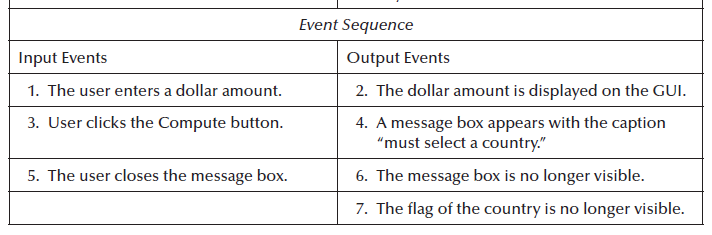 Event Sequence
Input Events
Output Events
1. The user enters a dollar amount.
2. The dollar amount is displayed on the GUI.
3. User clicks the Compute button.
4. A message box appears with the caption
“must select a country.”
5. The user closes the message box.
6. The message box is no longer visible.
7. The flag of the country is no longer visible.